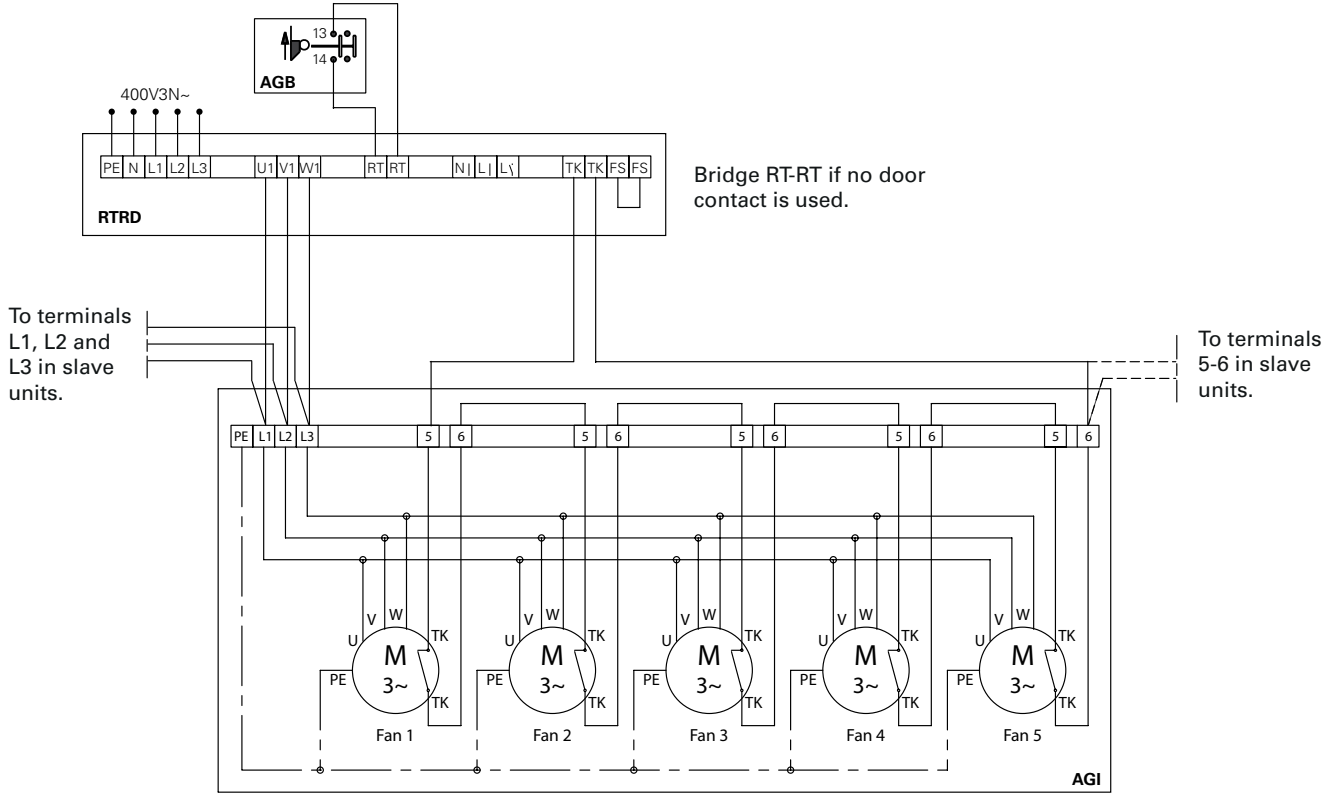 13
14
AGB
400V3N~
PE N L1 L2 L3 U1 V1 W1 RT RT N| L| L\ TK TK FS FS
RTRD
Bridge RT-RT if no door
contact is used.
To terminals
L1, L2 and
L3 in slave
units.
To terminals
5-6 in slave
units.
PE L1 L2 L3 5 6 5 6 5 6 5 6 5 6
U V W TK
M
3~
PE TK
Fan 1
U V W TK
M
3~
PE TK
Fan 2
U V W TK
M
3~
PE TK
Fan 3
U V W TK
M
3~
PE TK
Fan 4
U V W TK
M
3~
PE TK
Fan 5
AGI